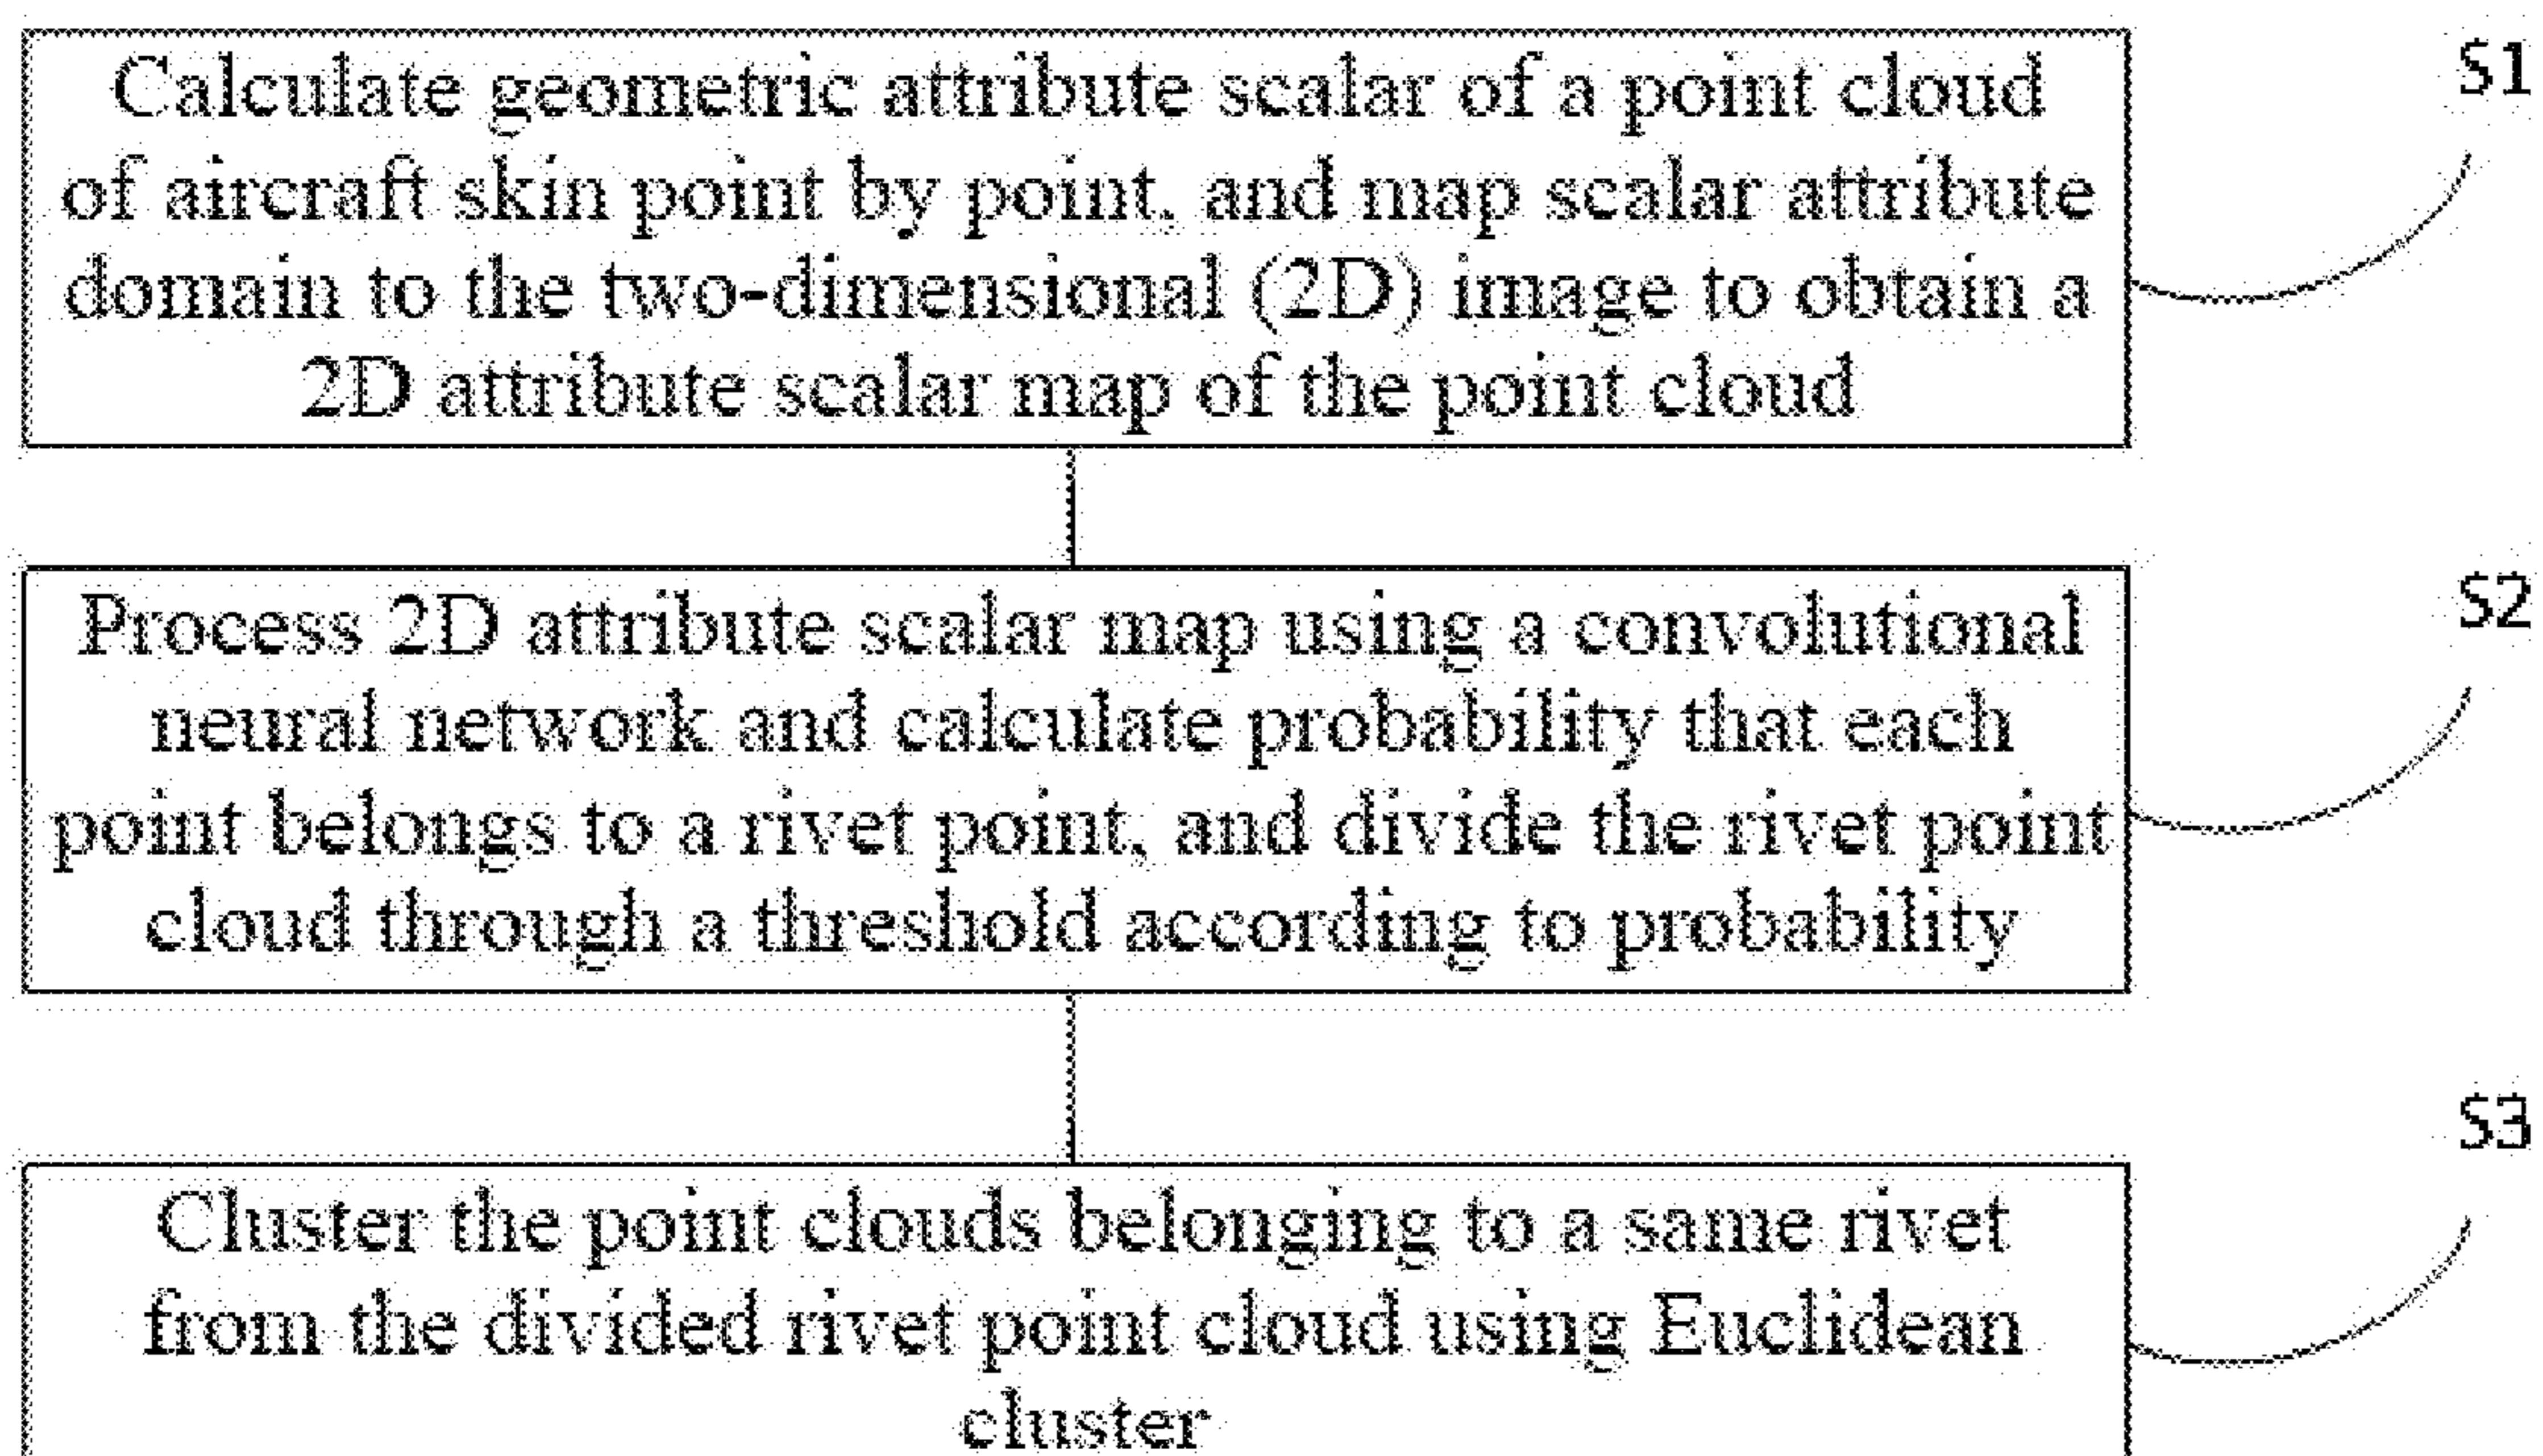 Calculate geometric attribute scalar of a point cloud
of aircraft skin point by point, and map scalar attribute
domain to the two-dimensional (2D) image to obtain a
2D attribute scalar map of the point cloud
S1
Process 2D attribute scalar map using a convolutional
neural network and calculate probability that each
point belongs to a rivet point, and divide the rivet point
cloud through a threshold according to probability
S2
Cluster the point clouds belonging to a same rivet
from the divided rivet point cloud using Euclidean
cluster
S3